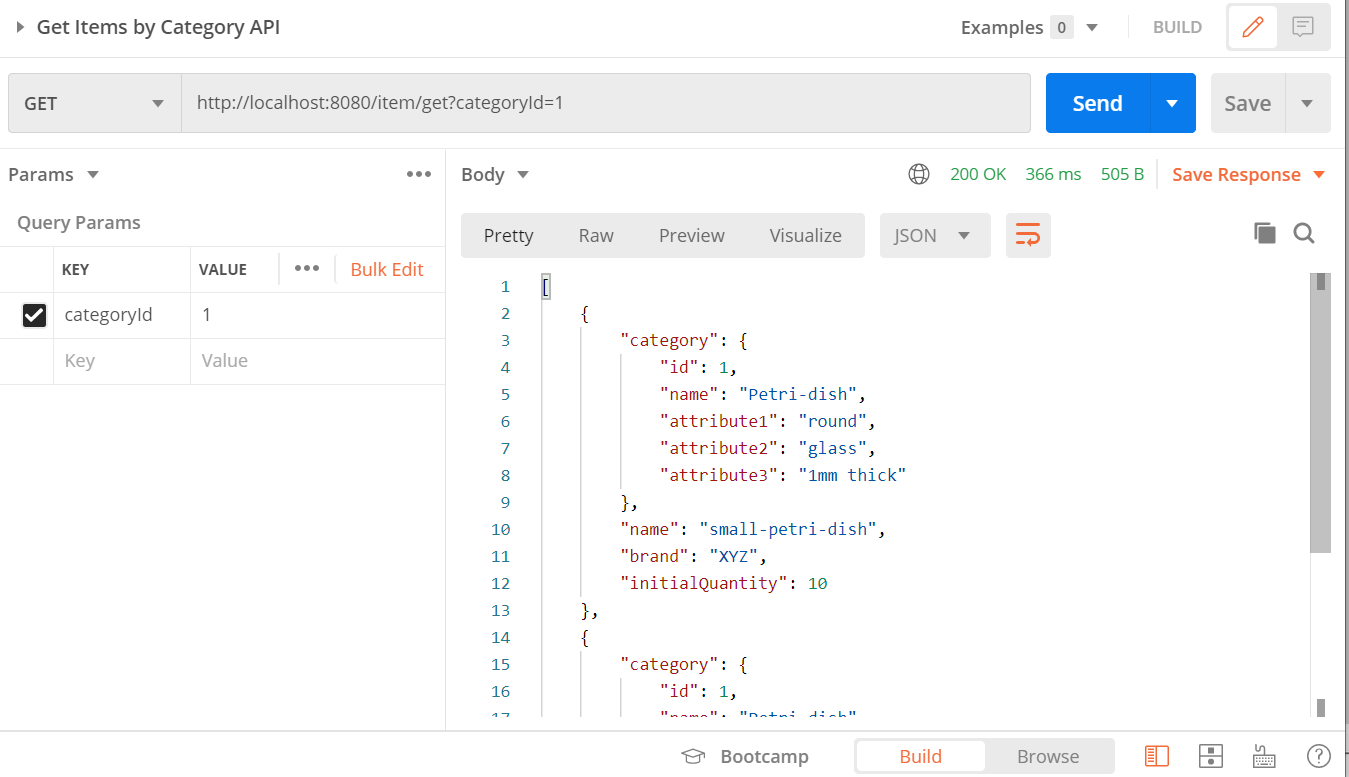 Get Items by Category API
Examples 0
BUILD
GET
http://localhost:8080/item/get?categoryId=1
Send
Save
Params
Body
200 OK 366 ms 505 B
Save Response
Query Params
Pretty Raw Preview Visualize JSON
KEY VALUE Bulk Edit
categoryId 1
Key Value
1 [
2 {
3 "category": {
4 "id": 1,
5 "name": "Petri-dish",
6 "attribute1": "round",
7 "attribute2": "glass",
8 "attribute3": "1mm thick"
9 },
10 "name": "small-petri-dish",
11 "brand": "XYZ",
12 "initialQuantity": 10
13 },
14 {
15 "category": {
16 "id": 1,
17 "name": "Petri-dish"
Bootcamp
Build Browse